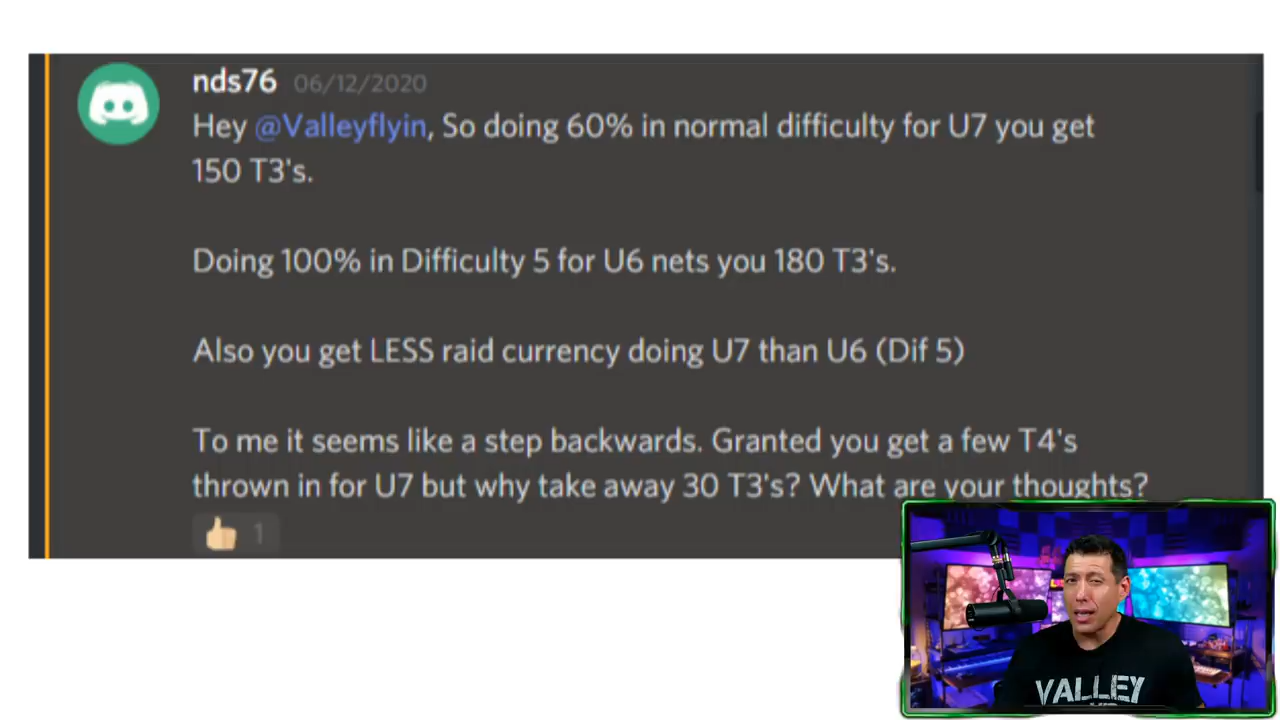 nds76 06/12/2020
Hey @Valleyflyin, So doing 60% in normal difficulty for U7 you get
150 T3's.
Doing 100% in Difficulty 5 for U6 nets you 180 T3's.
Also you get LESS raid currency doing U7 than U6 (Dif 5)
To me it seems like a step backwards. Granted you get a few T4's
thrown in for U7 but why take away 30 T3's? What are your thoughts?
1
VALLEY